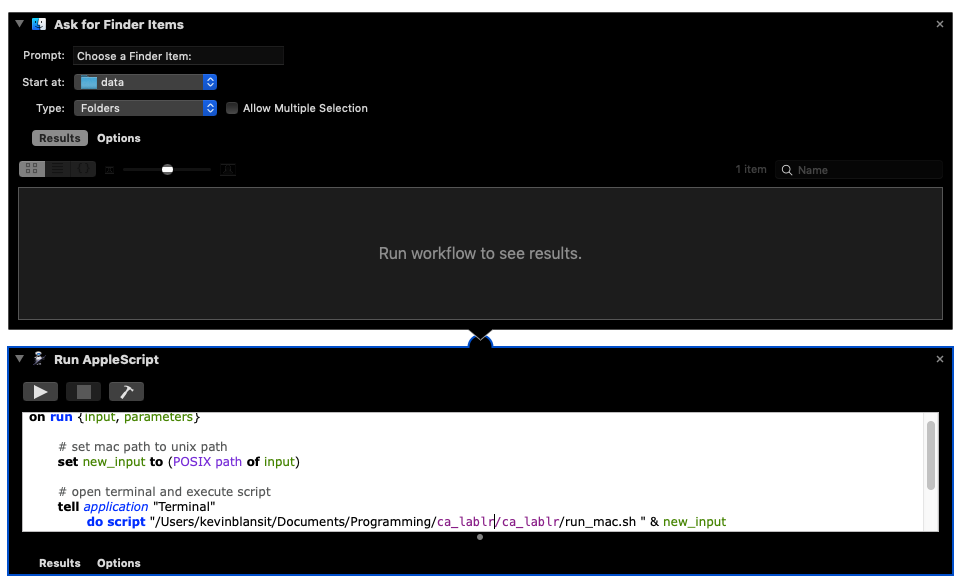 Ask for Finder Items
Prompt: Choose a Finder Item:
Start at: data
Type: Folders Allow Multiple Selection
Results Options
1 item Name
Run workflow to see results.
Run AppleScript
on run {input, parameters}
# set mac path to unix path
set new_input to (POSIX path of input)
# open terminal and execute script
tell application "Terminal"
do script "/Users/kevinblansit/Documents/Programming/ca_lablr/ca_lablr/run_mac.sh " & new_input
Results Options